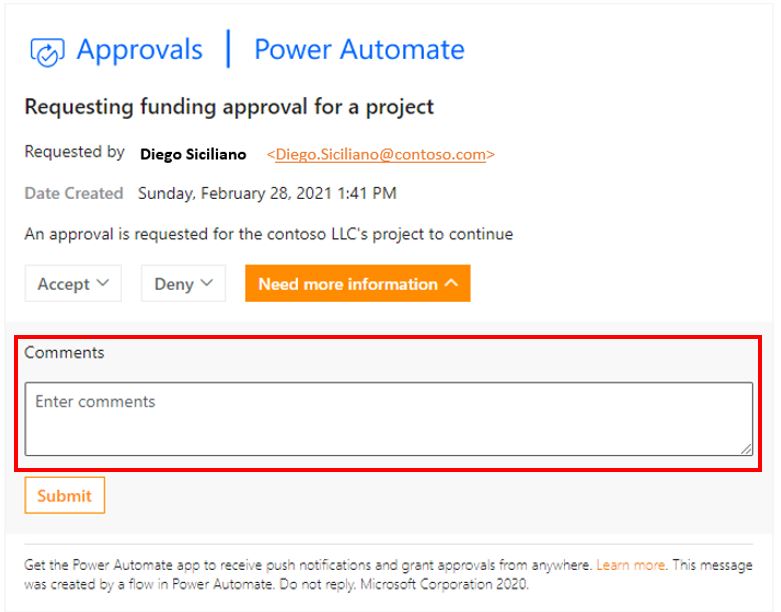 Approvals | Power Automate
Requesting funding approval for a project
Requested by Diego Siciliano <Diego.Siciliano@contoso.com>
Date Created Sunday, February 28, 2021 1:41 PM
An approval is requested for the contoso LLC's project to continue
Accept Deny Need more information
Comments
Enter comments
Submit
Get the Power Automate app to receive push notifications and grant approvals from anywhere. Learn more. This message
was created by a flow in Power Automate. Do not reply. Microsoft Corporation 2020.